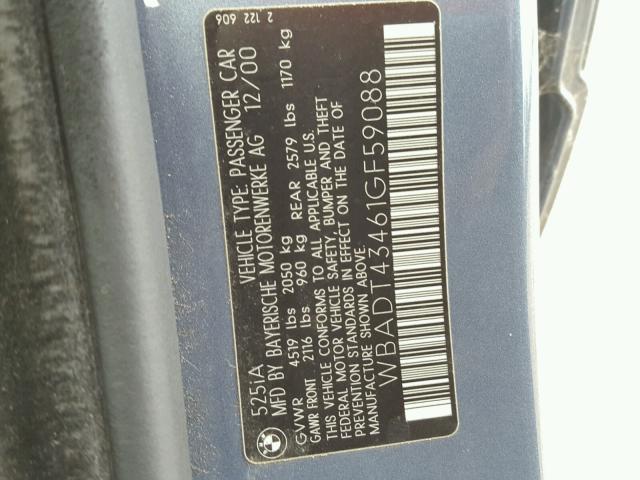 525iA
VEHICLE TYPE: PASSENGER CAR
MFD BY BAYERISCHE MOTORENWERKE AG 12/00
GVWR 4519 lbs 2050 kg
GAWR FRONT 2116 lbs 960 kg REAR 2579 lbs 1170 kg
THIS VEHICLE CONFORMS TO ALL APPLICABLE U.S.
FEDERAL MOTOR VEHICLE SAFETY, BUMPER AND THEFT
PREVENTION STANDARDS IN EFFECT ON THE DATE OF
MANUFACTURE SHOWN ABOVE.
WBADT43461GF59088
2 122 606